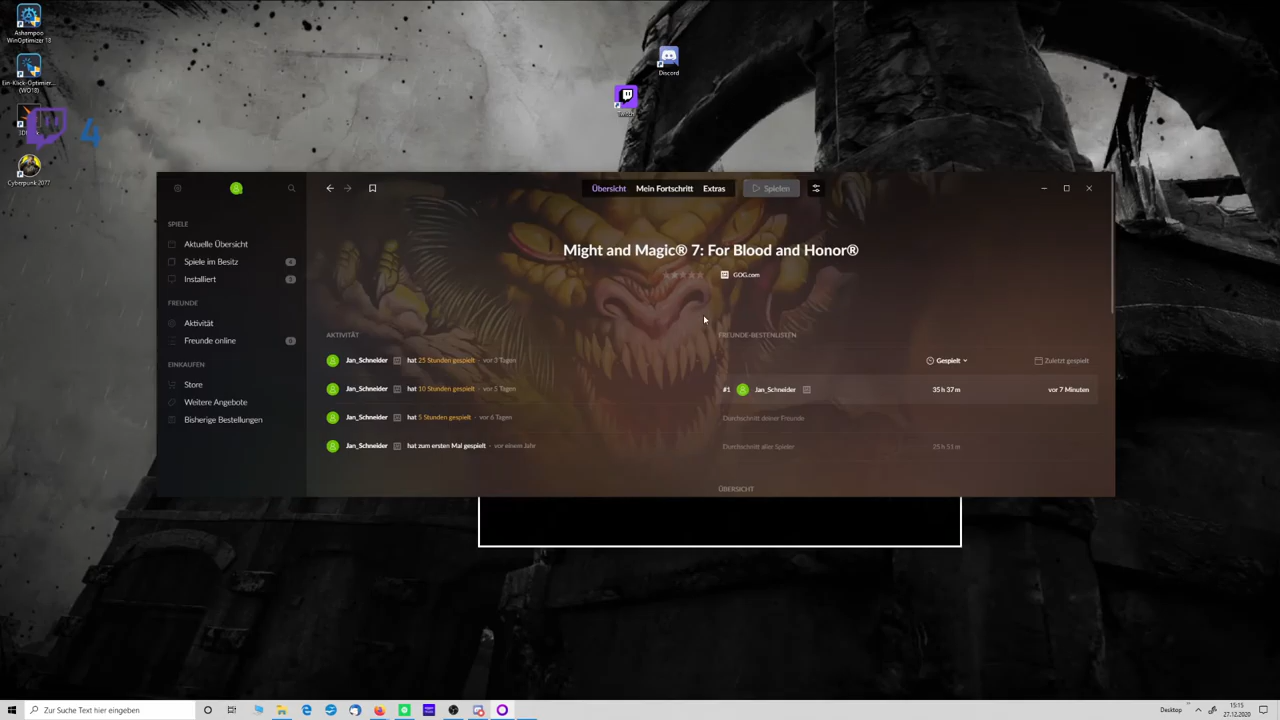 Ashampoo
WinOptimizer 18
Ein-Klick-Optimier...
(WO18)
Cyberpunk 2077
Discord
4
Übersicht
Mein Fortschritt
Extras
Spielen
SPIELE
Aktuelle Übersicht
Spiele im Besitz
Installiert
FREUNDE
Aktivität
Freunde online
0
EINKAUFEN
Store
Weitere Angebote
Bisherige Bestellungen
Might and Magic® 7: For Blood and Honor®
GOG.com
AKTIVITÄT
Jan_Schneider hat 25 Stunden gespielt - vor 3 Tagen
Jan_Schneider hat 10 Stunden gespielt - vor 5 Tagen
Jan_Schneider hat 5 Stunden gespielt - vor 6 Tagen
Jan_Schneider hat zum ersten Mal gespielt - vor einem Jahr
FREUNDE-BESTENLISTEN
Gespielt
Zuletzt gespielt
#1 Jan_Schneider 35 h 37 m vor 7 Minuten
Durchschnitt deiner Freunde
Durchschnitt aller Spieler 25 h 51 m
ÜBERSICHT
Zur Suche Text hier eingeben
Desktop
15:15
27.12.2020